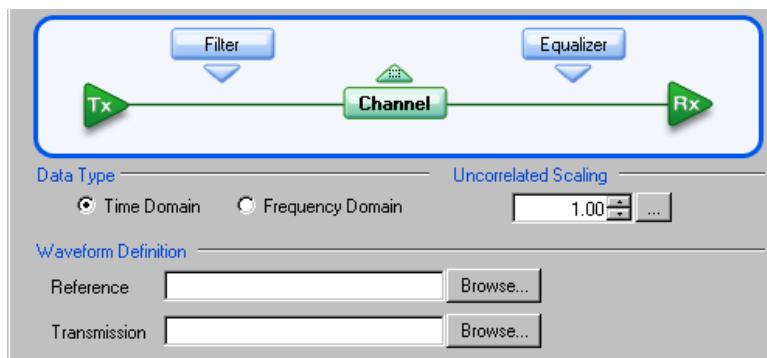 Filter Equalizer
Tx Channel Rx
Data Type Uncorrelated Scaling
Time Domain Frequency Domain 1.00 ...
Waveform Definition
Reference Browse...
Transmission Browse...